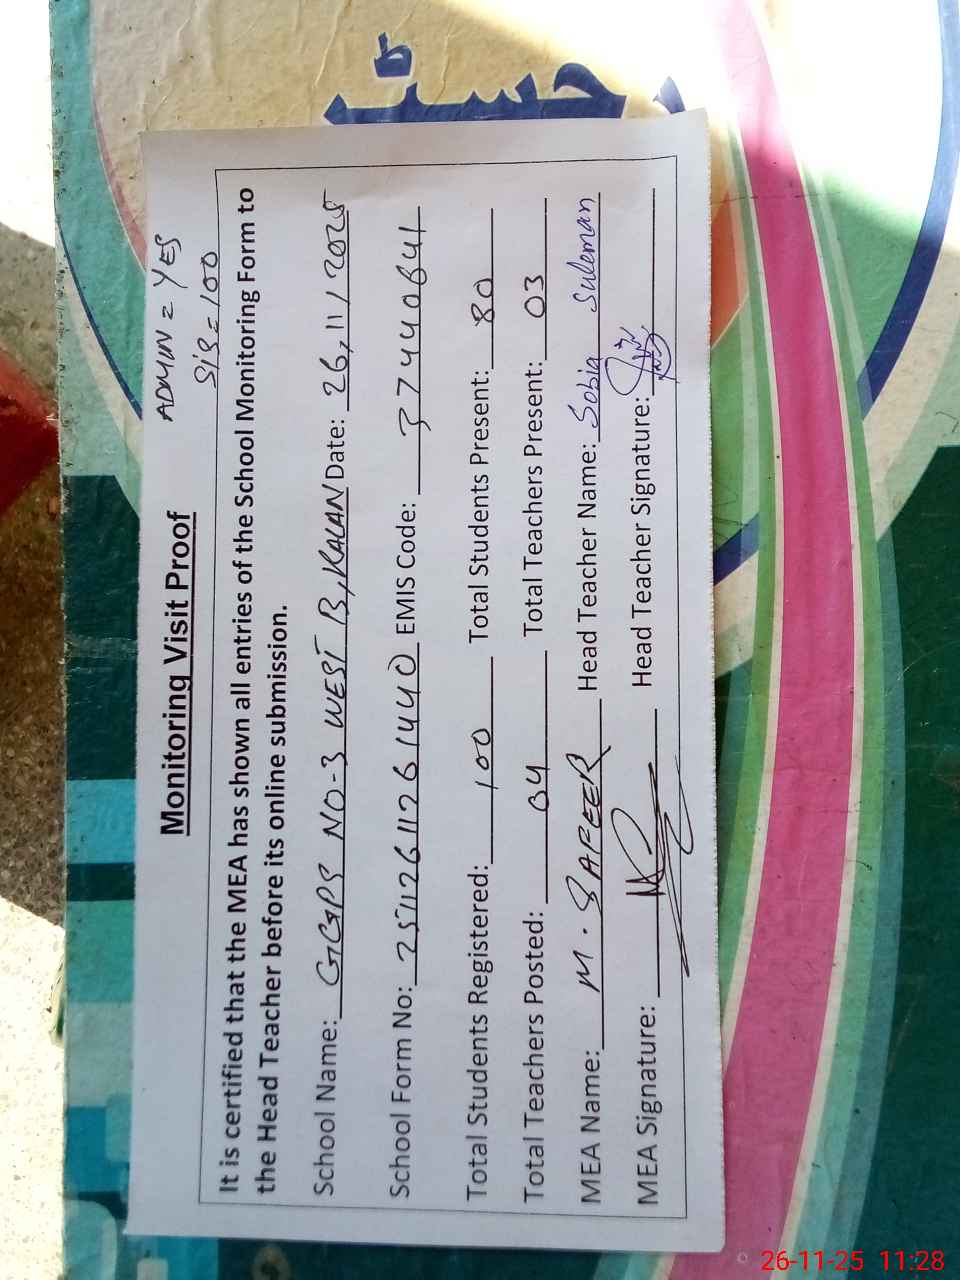 رجسٹر
ADMIN = YES
SiS = 100
Monitoring Visit Proof
It is certified that the MEA has shown all entries of the School Monitoring Form to
the Head Teacher before its online submission.
School Name: GGPS NO-3 WEST B, KALAN Date: 26, 11 / 2025
School Form No: 25112611261440 EMIS Code: 37440641
Total Students Registered: 100 Total Students Present: 80
Total Teachers Posted: 04 Total Teachers Present: 03
MEA Name: M. SAFEER Head Teacher Name: Sobia Suleman
MEA Signature: Head Teacher Signature:
26-11-25 11:28